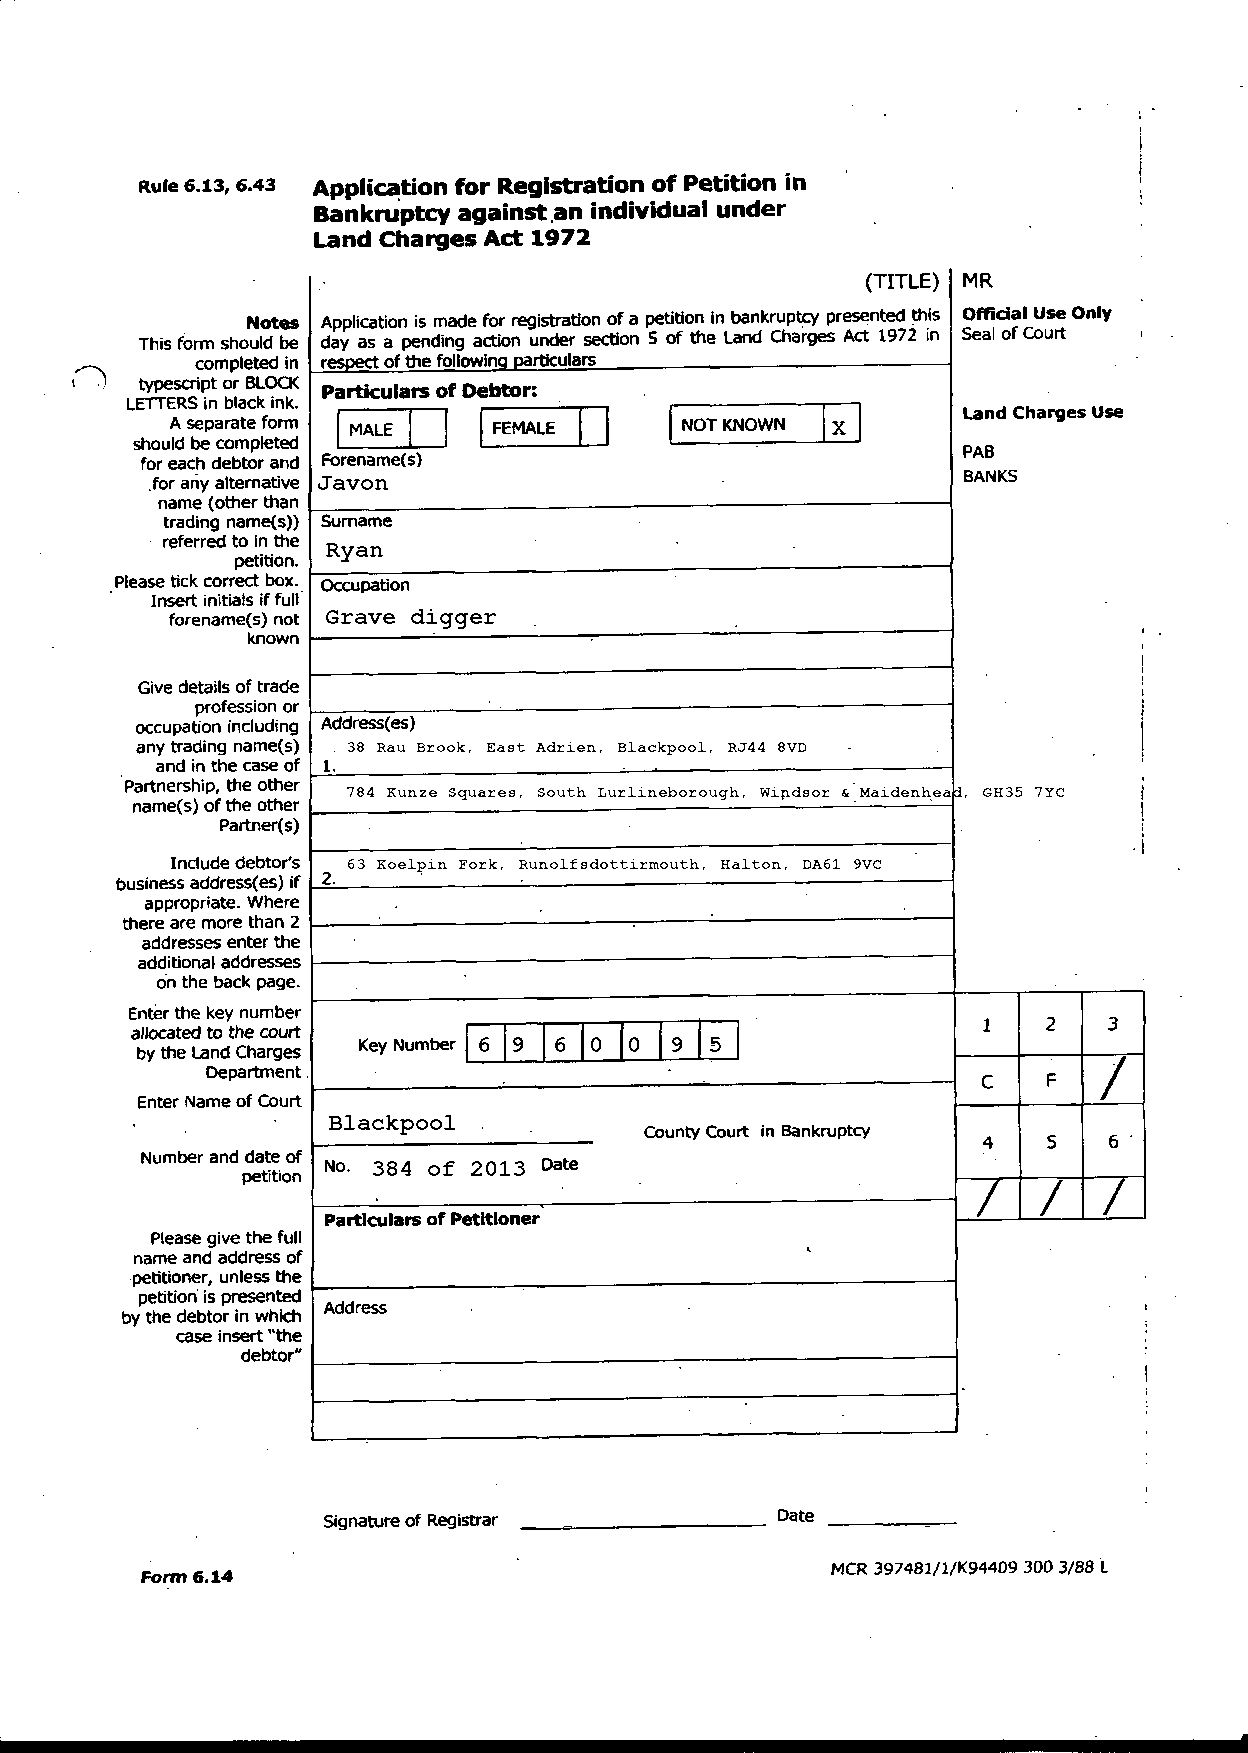 Rule 6.13, 6.43
Application for Registration of Petition in
Bankruptcy against an individual under
Land Charges Act 1972
(TITLE) MR
Notes
This form should be
completed in
typescript or BLOCK
LETTERS in black ink.
A separate form
should be completed
for each debtor and
for any alternative
name (other than
trading name(s))
referred to in the
petition.
Please tick correct box.
Insert initials if full
forename(s) not
known
Application is made for registration of a petition in bankruptcy presented this
day as a pending action under section 5 of the Land Charges Act 1972 in
respect of the following particulars
Official Use Only
Seal of Court
Particulars of Debtor:
MALE FEMALE NOT KNOWN X
Land Charges Use
PAB
BANKS
Forename(s)
Javon
Surname
Ryan
Occupation
Grave digger
Give details of trade
profession or
occupation including
any trading name(s)
and in the case of
Partnership, the other
name(s) of the other
Partner(s)
Address(es)
38 Rau Brook, East Adrien, Blackpool, RJ44 8VD
1.
784 Kunze Squares, South Lurlineborough, Windsor & Maidenhead, GH35 7YC
Include debtor's
business address(es) if
appropriate. Where
there are more than 2
addresses enter the
additional addresses
on the back page.
63 Koelpin Fork, Runolfsdottirmouth, Halton, DA61 9VC
2.
Enter the key number
allocated to the court
by the Land Charges
Department
Key Number 6 9 6 0 0 9 5
1 2 3
C F /
4 5 6
/ / /
Enter Name of Court
Blackpool
County Court in Bankruptcy
Number and date of
petition
No. 384 of 2013 Date
Particulars of Petitioner
Please give the full
name and address of
petitioner, unless the
petition is presented
by the debtor in which
case insert "the
debtor"
Address
Signature of Registrar Date
Form 6.14
MCR 397481/1/K94409 300 3/88 L